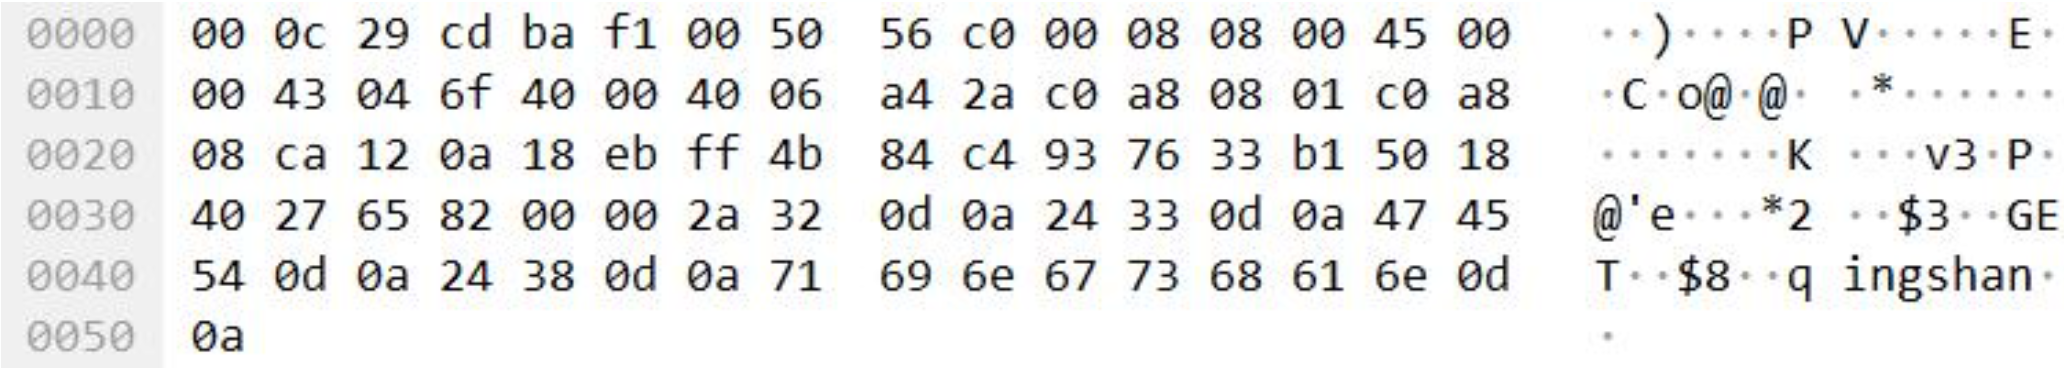 0000 00 0c 29 cd ba f1 00 50 56 c0 00 08 08 00 45 00 ··)····P V·····E·
0010 00 43 04 6f 40 00 40 06 a4 2a c0 a8 08 01 c0 a8 ·C·o@·@· ·*······
0020 08 ca 12 0a 18 eb ff 4b 84 c4 93 76 33 b1 50 18 ·······K ···v3·P·
0030 40 27 65 82 00 00 2a 32 0d 0a 24 33 0d 0a 47 45 @'e···*2 ··$3··GE
0040 54 0d 0a 24 38 0d 0a 71 69 6e 67 73 68 61 6e 0d T··$8··q ingshan·
0050 0a ·